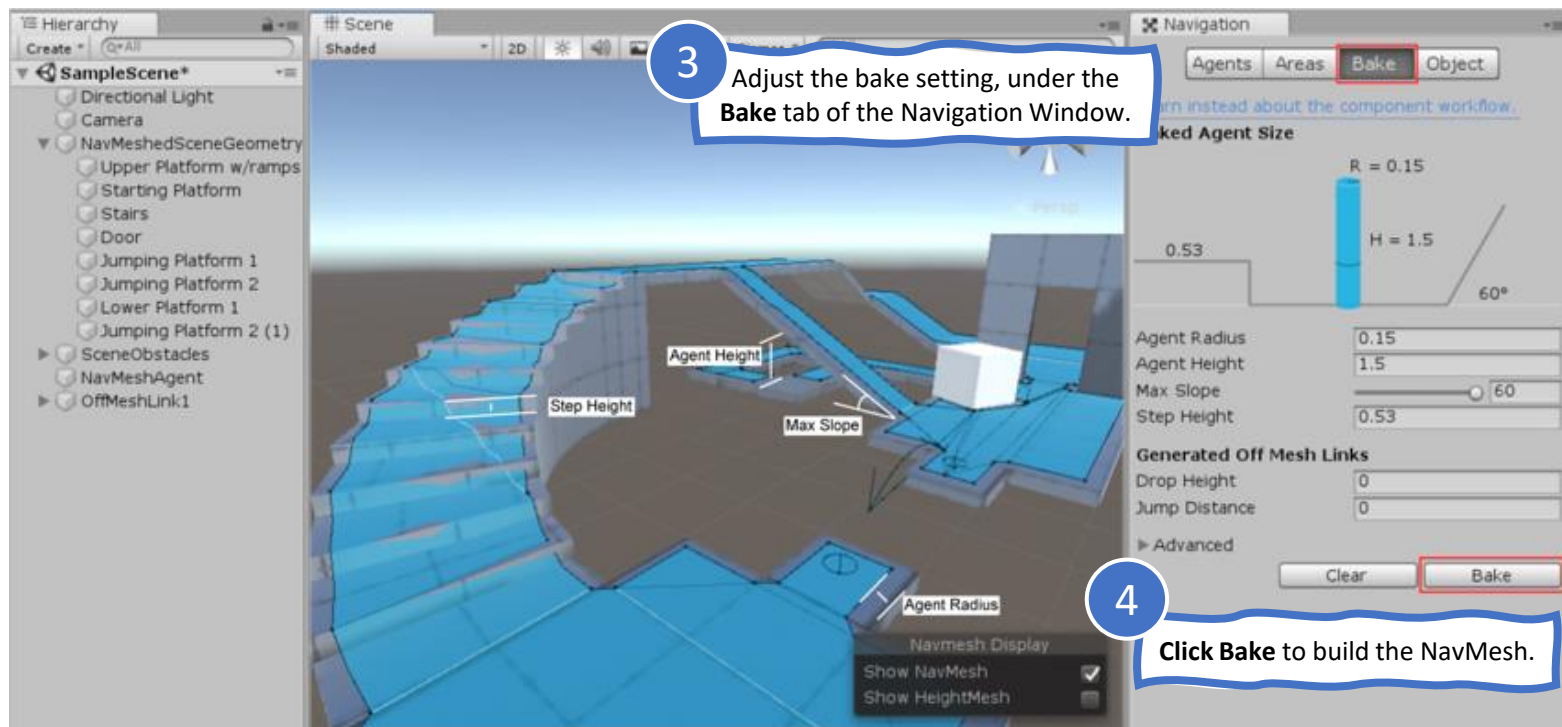 Hierarchy
Create
All
SampleScene*
Directional Light
Camera
NavMeshedSceneGeometry
Upper Platform w/ramps
Starting Platform
Stairs
Door
Jumping Platform 1
Jumping Platform 2
Lower Platform 1
Jumping Platform 2 (1)
SceneObstacles
NavMeshAgent
OffMeshLink1
Scene
Shaded
2D
3
Adjust the bake setting, under the
Bake tab of the Navigation Window.
Persp
Agent Height
Step Height
Max Slope
Agent Radius
Navmesh Display
Show NavMesh
Show HeightMesh
Navigation
Agents Areas Bake Object
instead about the component workflow.
Agent Size
R = 0.15
0.53
H = 1.5
60°
Agent Radius 0.15
Agent Height 1.5
Max Slope 60
Step Height 0.53
Generated Off Mesh Links
Drop Height 0
Jump Distance 0
Advanced
Clear Bake
4
Click Bake to build the NavMesh.